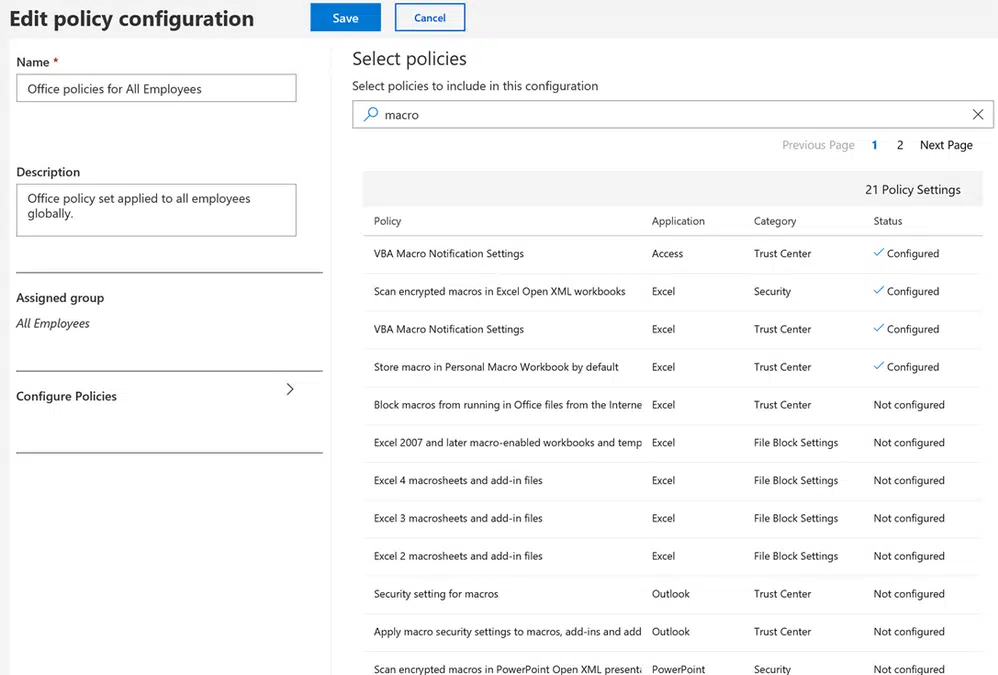 Edit policy configuration
Save
Cancel
Name *
Office policies for All Employees
Description
Office policy set applied to all employees
globally.
Assigned group
All Employees
Configure Policies
Select policies
Select policies to include in this configuration
macro
Previous Page 1 2 Next Page
21 Policy Settings
Policy Application Category Status
VBA Macro Notification Settings Access Trust Center Configured
Scan encrypted macros in Excel Open XML workbooks Excel Security Configured
VBA Macro Notification Settings Excel Trust Center Configured
Store macro in Personal Macro Workbook by default Excel Trust Center Configured
Block macros from running in Office files from the Interne Excel Trust Center Not configured
Excel 2007 and later macro-enabled workbooks and temp Excel File Block Settings Not configured
Excel 4 macrosheets and add-in files Excel File Block Settings Not configured
Excel 3 macrosheets and add-in files Excel File Block Settings Not configured
Excel 2 macrosheets and add-in files Excel File Block Settings Not configured
Security setting for macros Outlook Trust Center Not configured
Apply macro security settings to macros, add-ins and add Outlook Trust Center Not configured
Scan encrypted macros in PowerPoint Open XML present PowerPoint Security Not configured